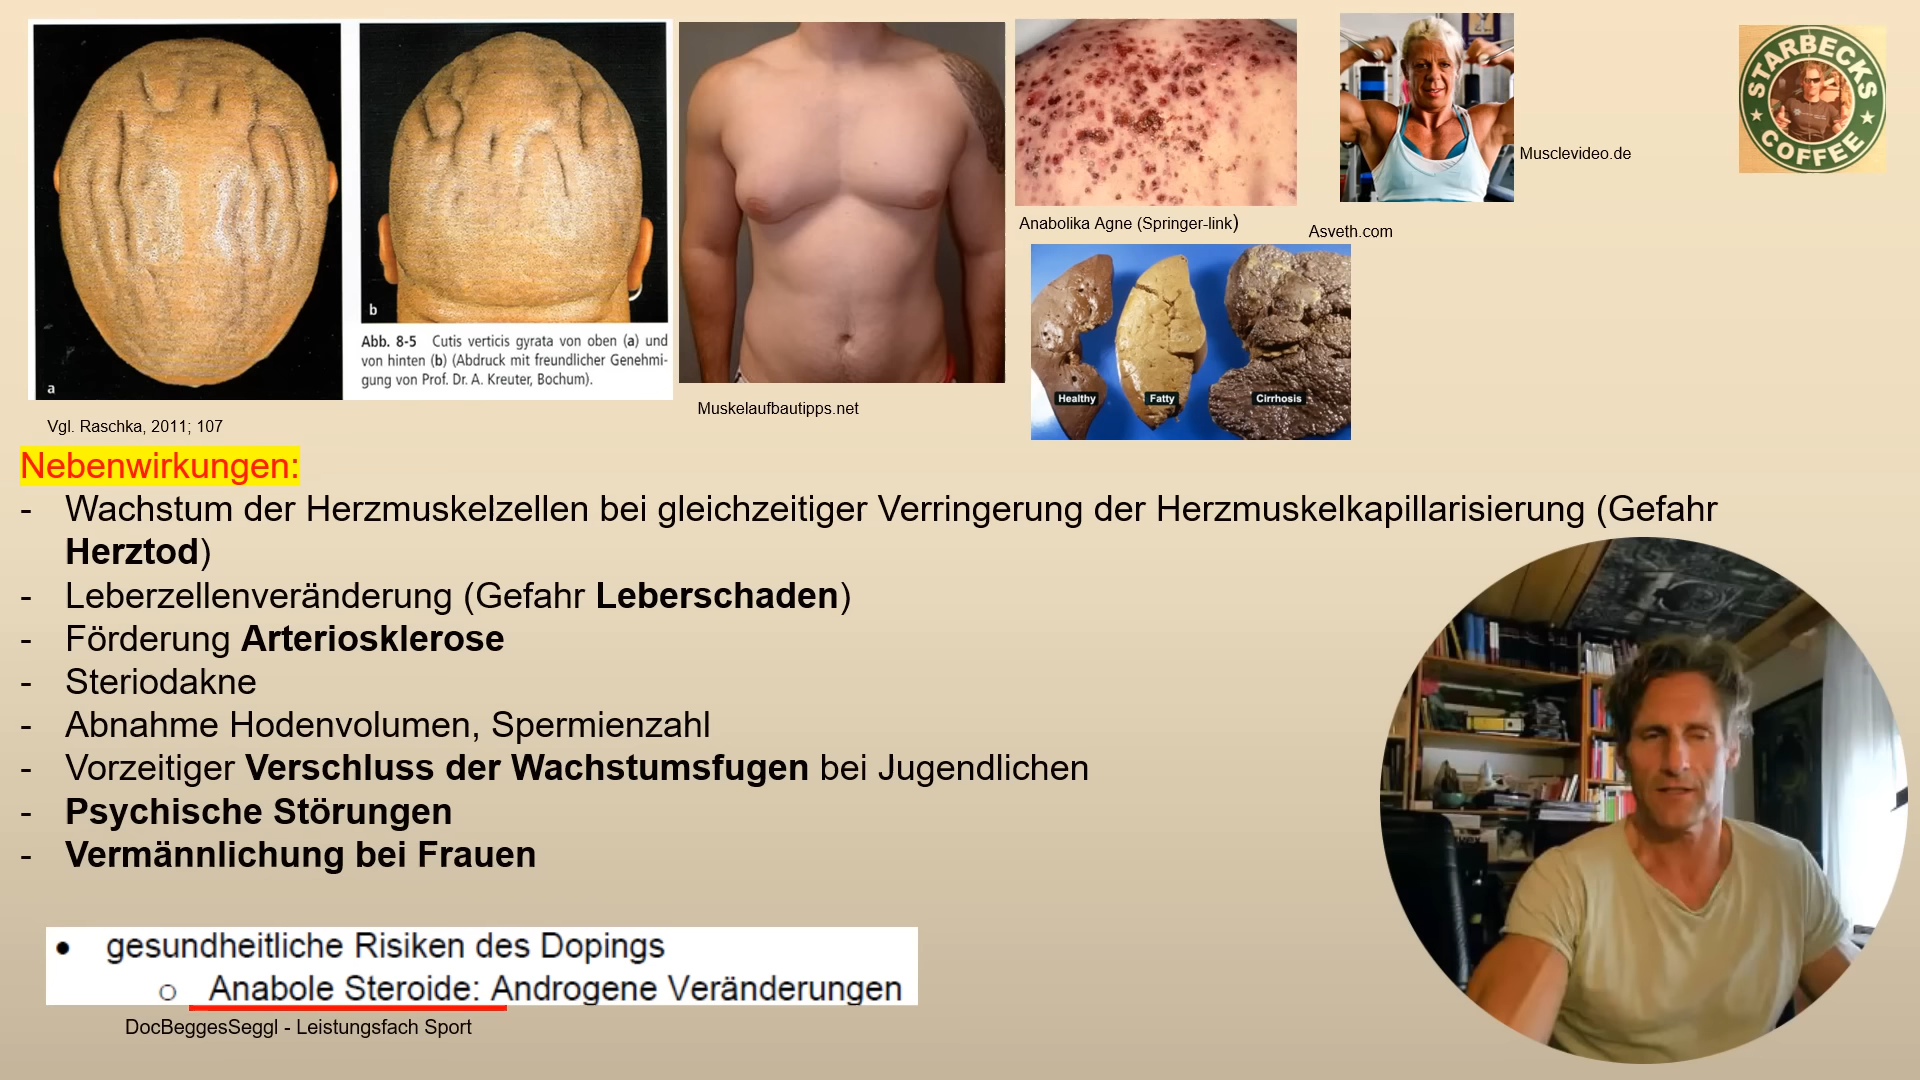 a
b
Abb. 8-5 Cutis verticis gyrata von oben (a) und
von hinten (b) (Abdruck mit freundlicher Genehmi-
gung von Prof. Dr. A. Kreuter, Bochum).
Vgl. Raschka, 2011; 107
Muskelaufbautipps.net
Anabolika Agne (Springer-link)
Musclevideo.de
Asveth.com
Healthy
Fatty
Cirrhosis
STARBECKS
COFFEE
Nebenwirkungen:
- Wachstum der Herzmuskelzellen bei gleichzeitiger Verringerung der Herzmuskelkapillarisierung (Gefahr
Herztod)
- Leberzellenveränderung (Gefahr Leberschaden)
- Förderung Arteriosklerose
- Steriodakne
- Abnahme Hodenvolumen, Spermienzahl
- Vorzeitiger Verschluss der Wachstumsfugen bei Jugendlichen
- Psychische Störungen
- Vermännlichung bei Frauen
• gesundheitliche Risiken des Dopings
○ Anabole Steroide: Androgene Veränderungen
DocBeggesSeggl - Leistungsfach Sport